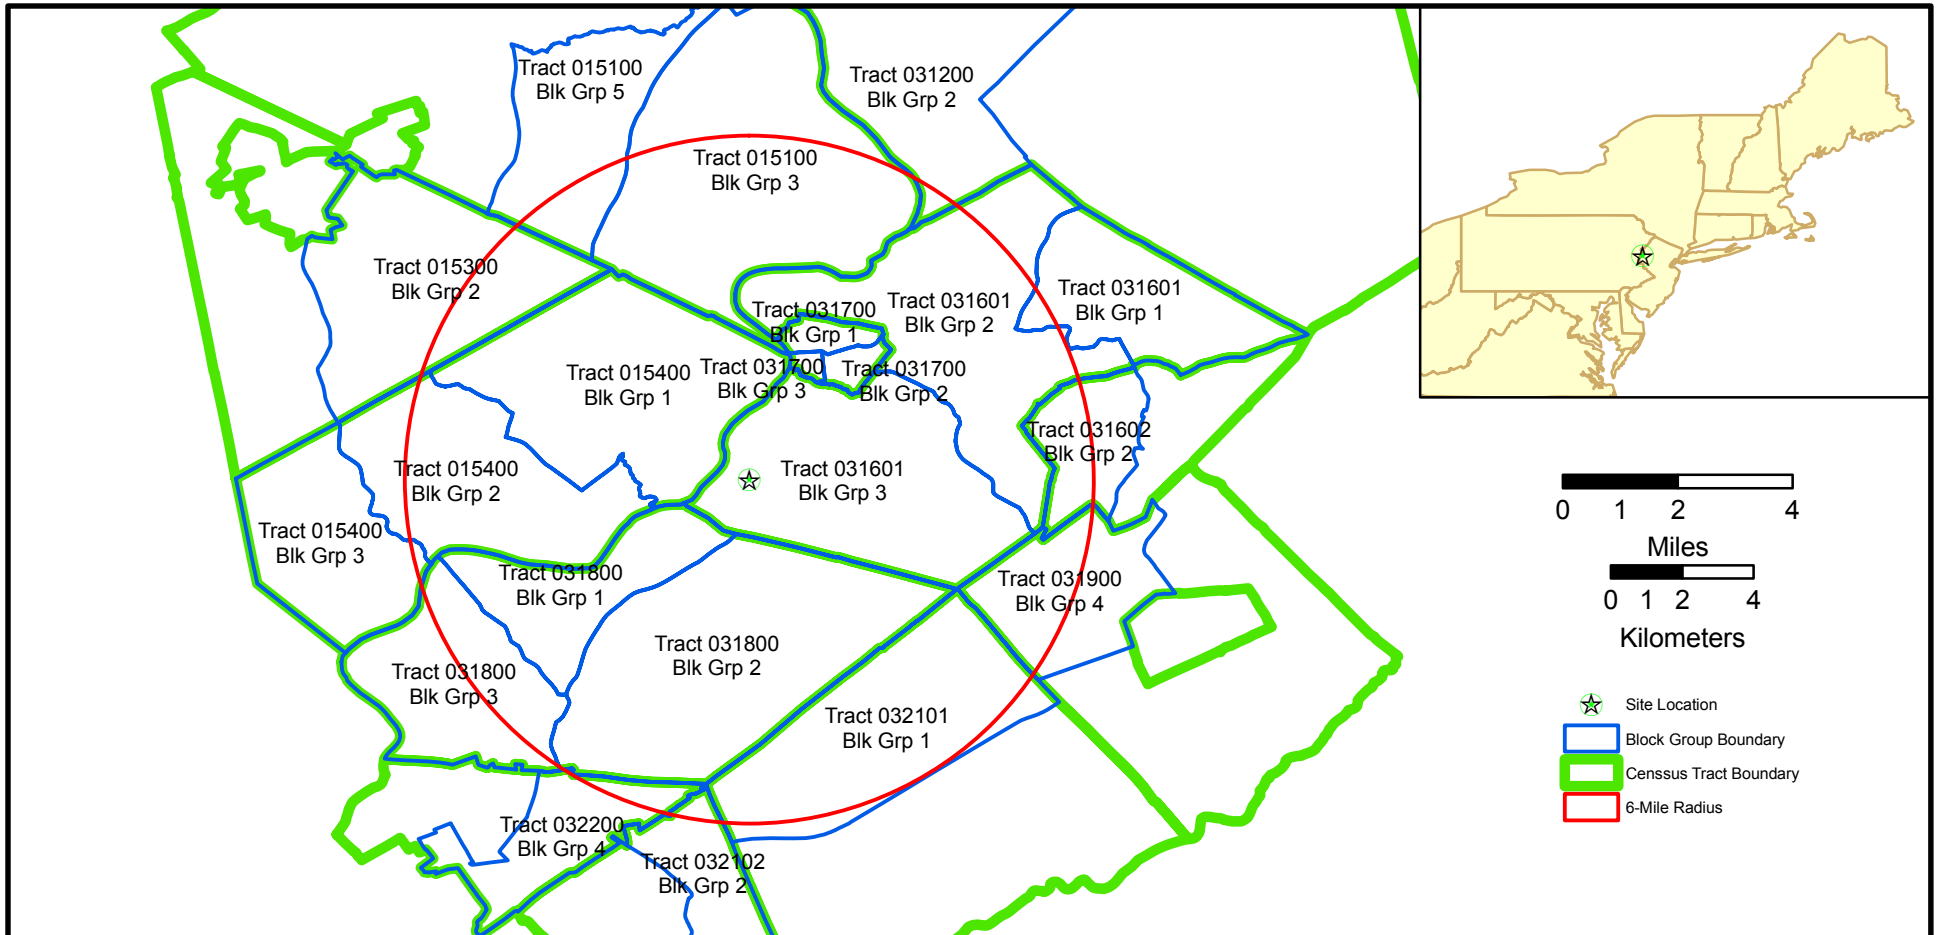 Tract 015100
Blk Grp 5
Tract 031200
Blk Grp 2
Tract 015100
Blk Grp 3
Tract 015300
Blk Grp 2
Tract 031700
Blk Grp 1
Tract 031601
Blk Grp 2
Tract 031601
Blk Grp 1
Tract 015400
Blk Grp 1
Tract 031700
Blk Grp 3
Tract 031700
Blk Grp 2
Tract 031602
Blk Grp 2
Tract 015400
Blk Grp 2
Tract 031601
Blk Grp 3
Tract 015400
Blk Grp 3
Tract 031800
Blk Grp 1
Tract 031900
Blk Grp 4
Tract 031800
Blk Grp 2
Tract 031800
Blk Grp 3
Tract 032101
Blk Grp 1
Tract 032200
Blk Grp 4
Tract 032102
Blk Grp 2
0 1 2 4
Miles
0 1 2 4
Kilometers
Site Location
Block Group Boundary
Censsus Tract Boundary
6-Mile Radius